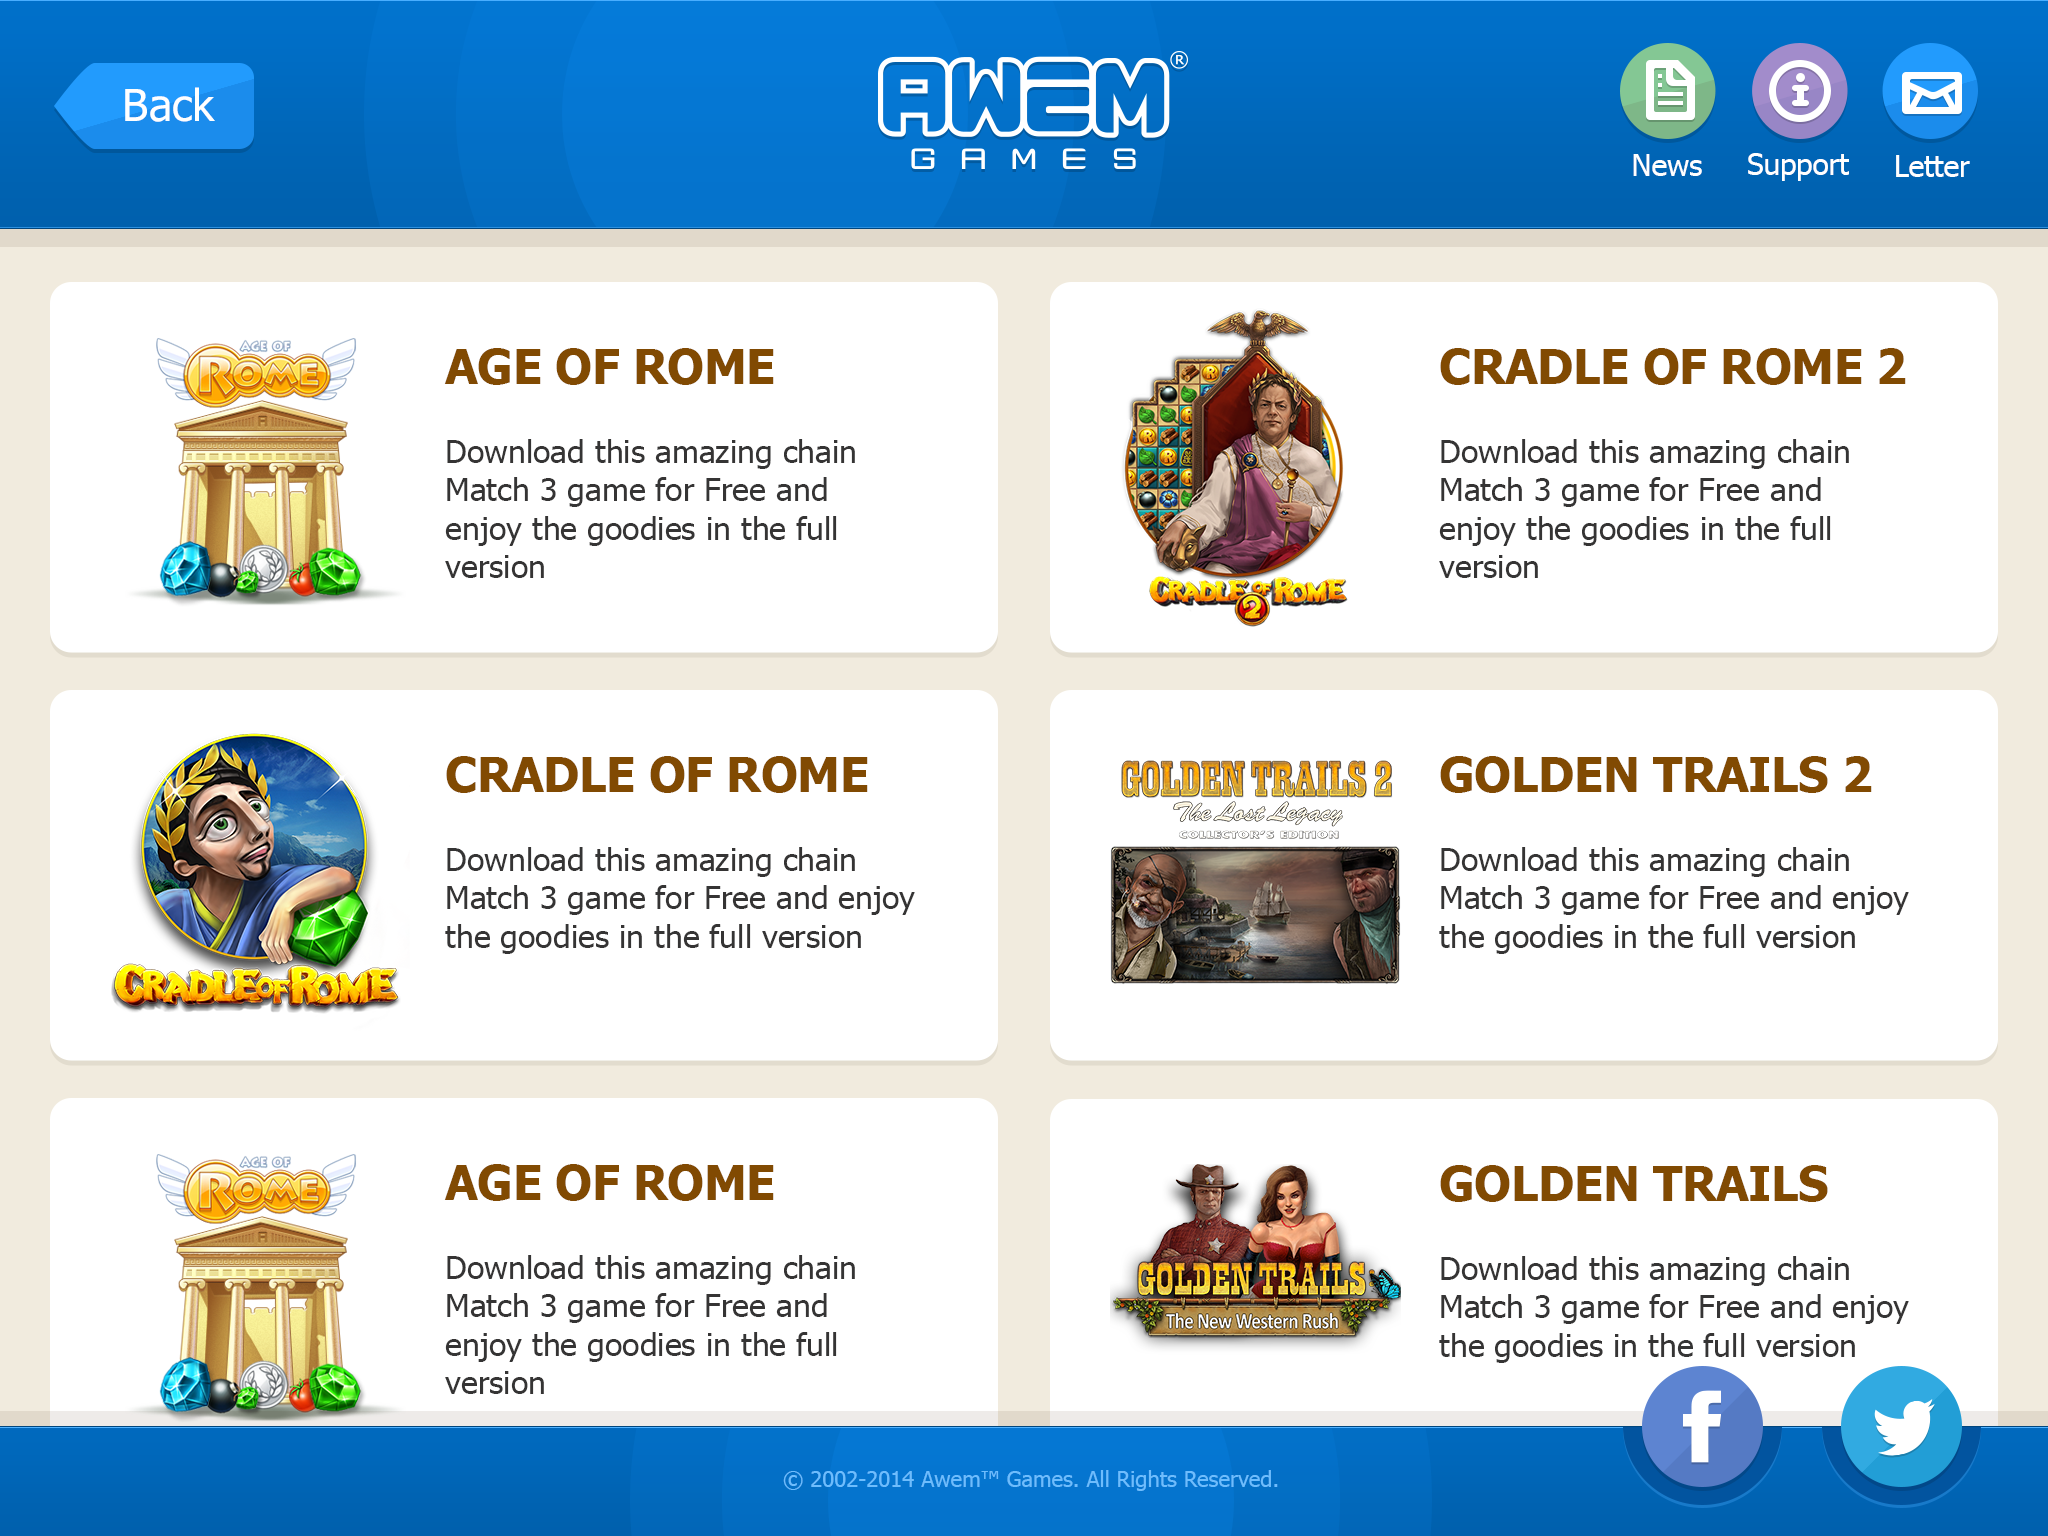 Back
AWEM®
GAMES
News
Support
Letter
AGE OF
ROME
AGE OF ROME
Download this amazing chain
Match 3 game for Free and
enjoy the goodies in the full
version
CRADLE OF ROME
2
CRADLE OF ROME 2
Download this amazing chain
Match 3 game for Free and
enjoy the goodies in the full
version
CRADLE OF ROME
CRADLE OF ROME
Download this amazing chain
Match 3 game for Free and enjoy
the goodies in the full version
GOLDEN TRAILS 2
The Lost Legacy
COLLECTOR'S EDITION
GOLDEN TRAILS 2
Download this amazing chain
Match 3 game for Free and enjoy
the goodies in the full version
AGE OF
ROME
AGE OF ROME
Download this amazing chain
Match 3 game for Free and
enjoy the goodies in the full
version
GOLDEN TRAILS
The New Western Rush
GOLDEN TRAILS
Download this amazing chain
Match 3 game for Free and enjoy
the goodies in the full version
© 2002-2014 Awem™ Games. All Rights Reserved.